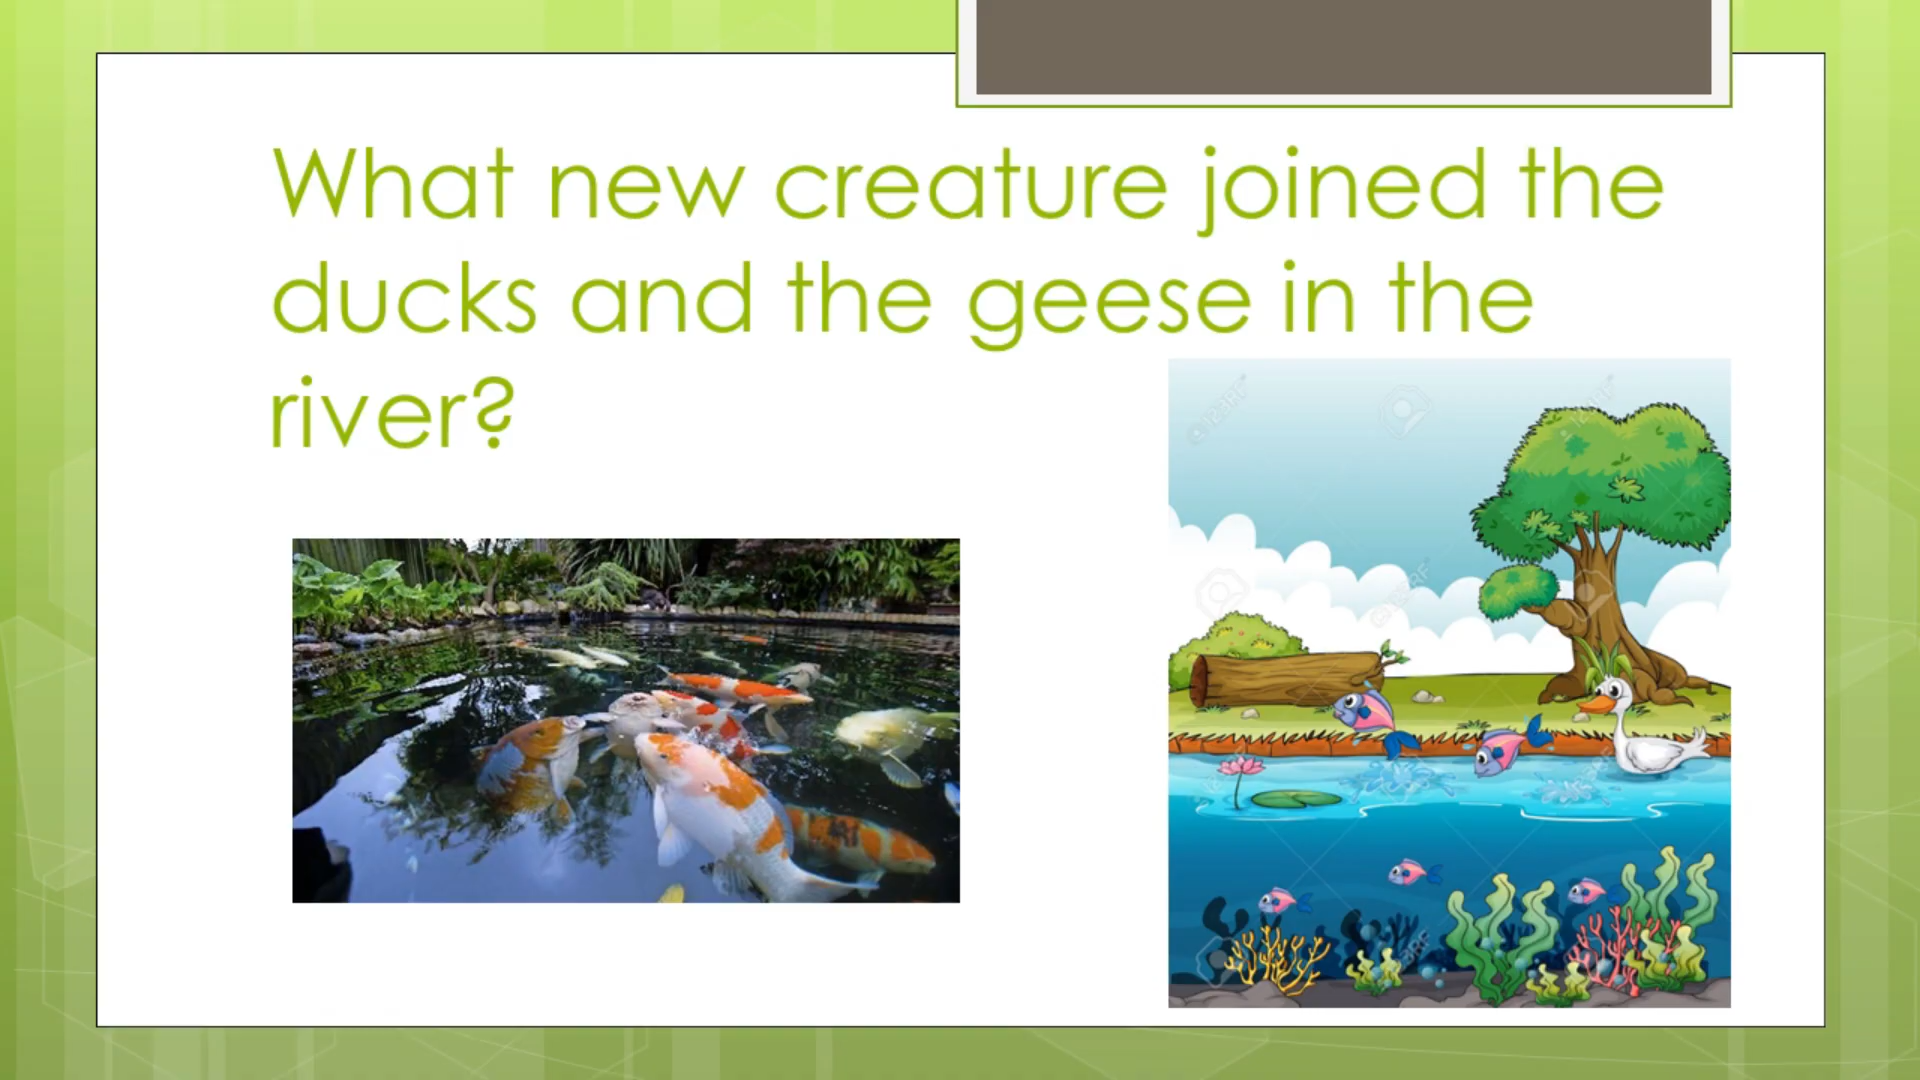 What new creature joined the
ducks and the geese in the
river?